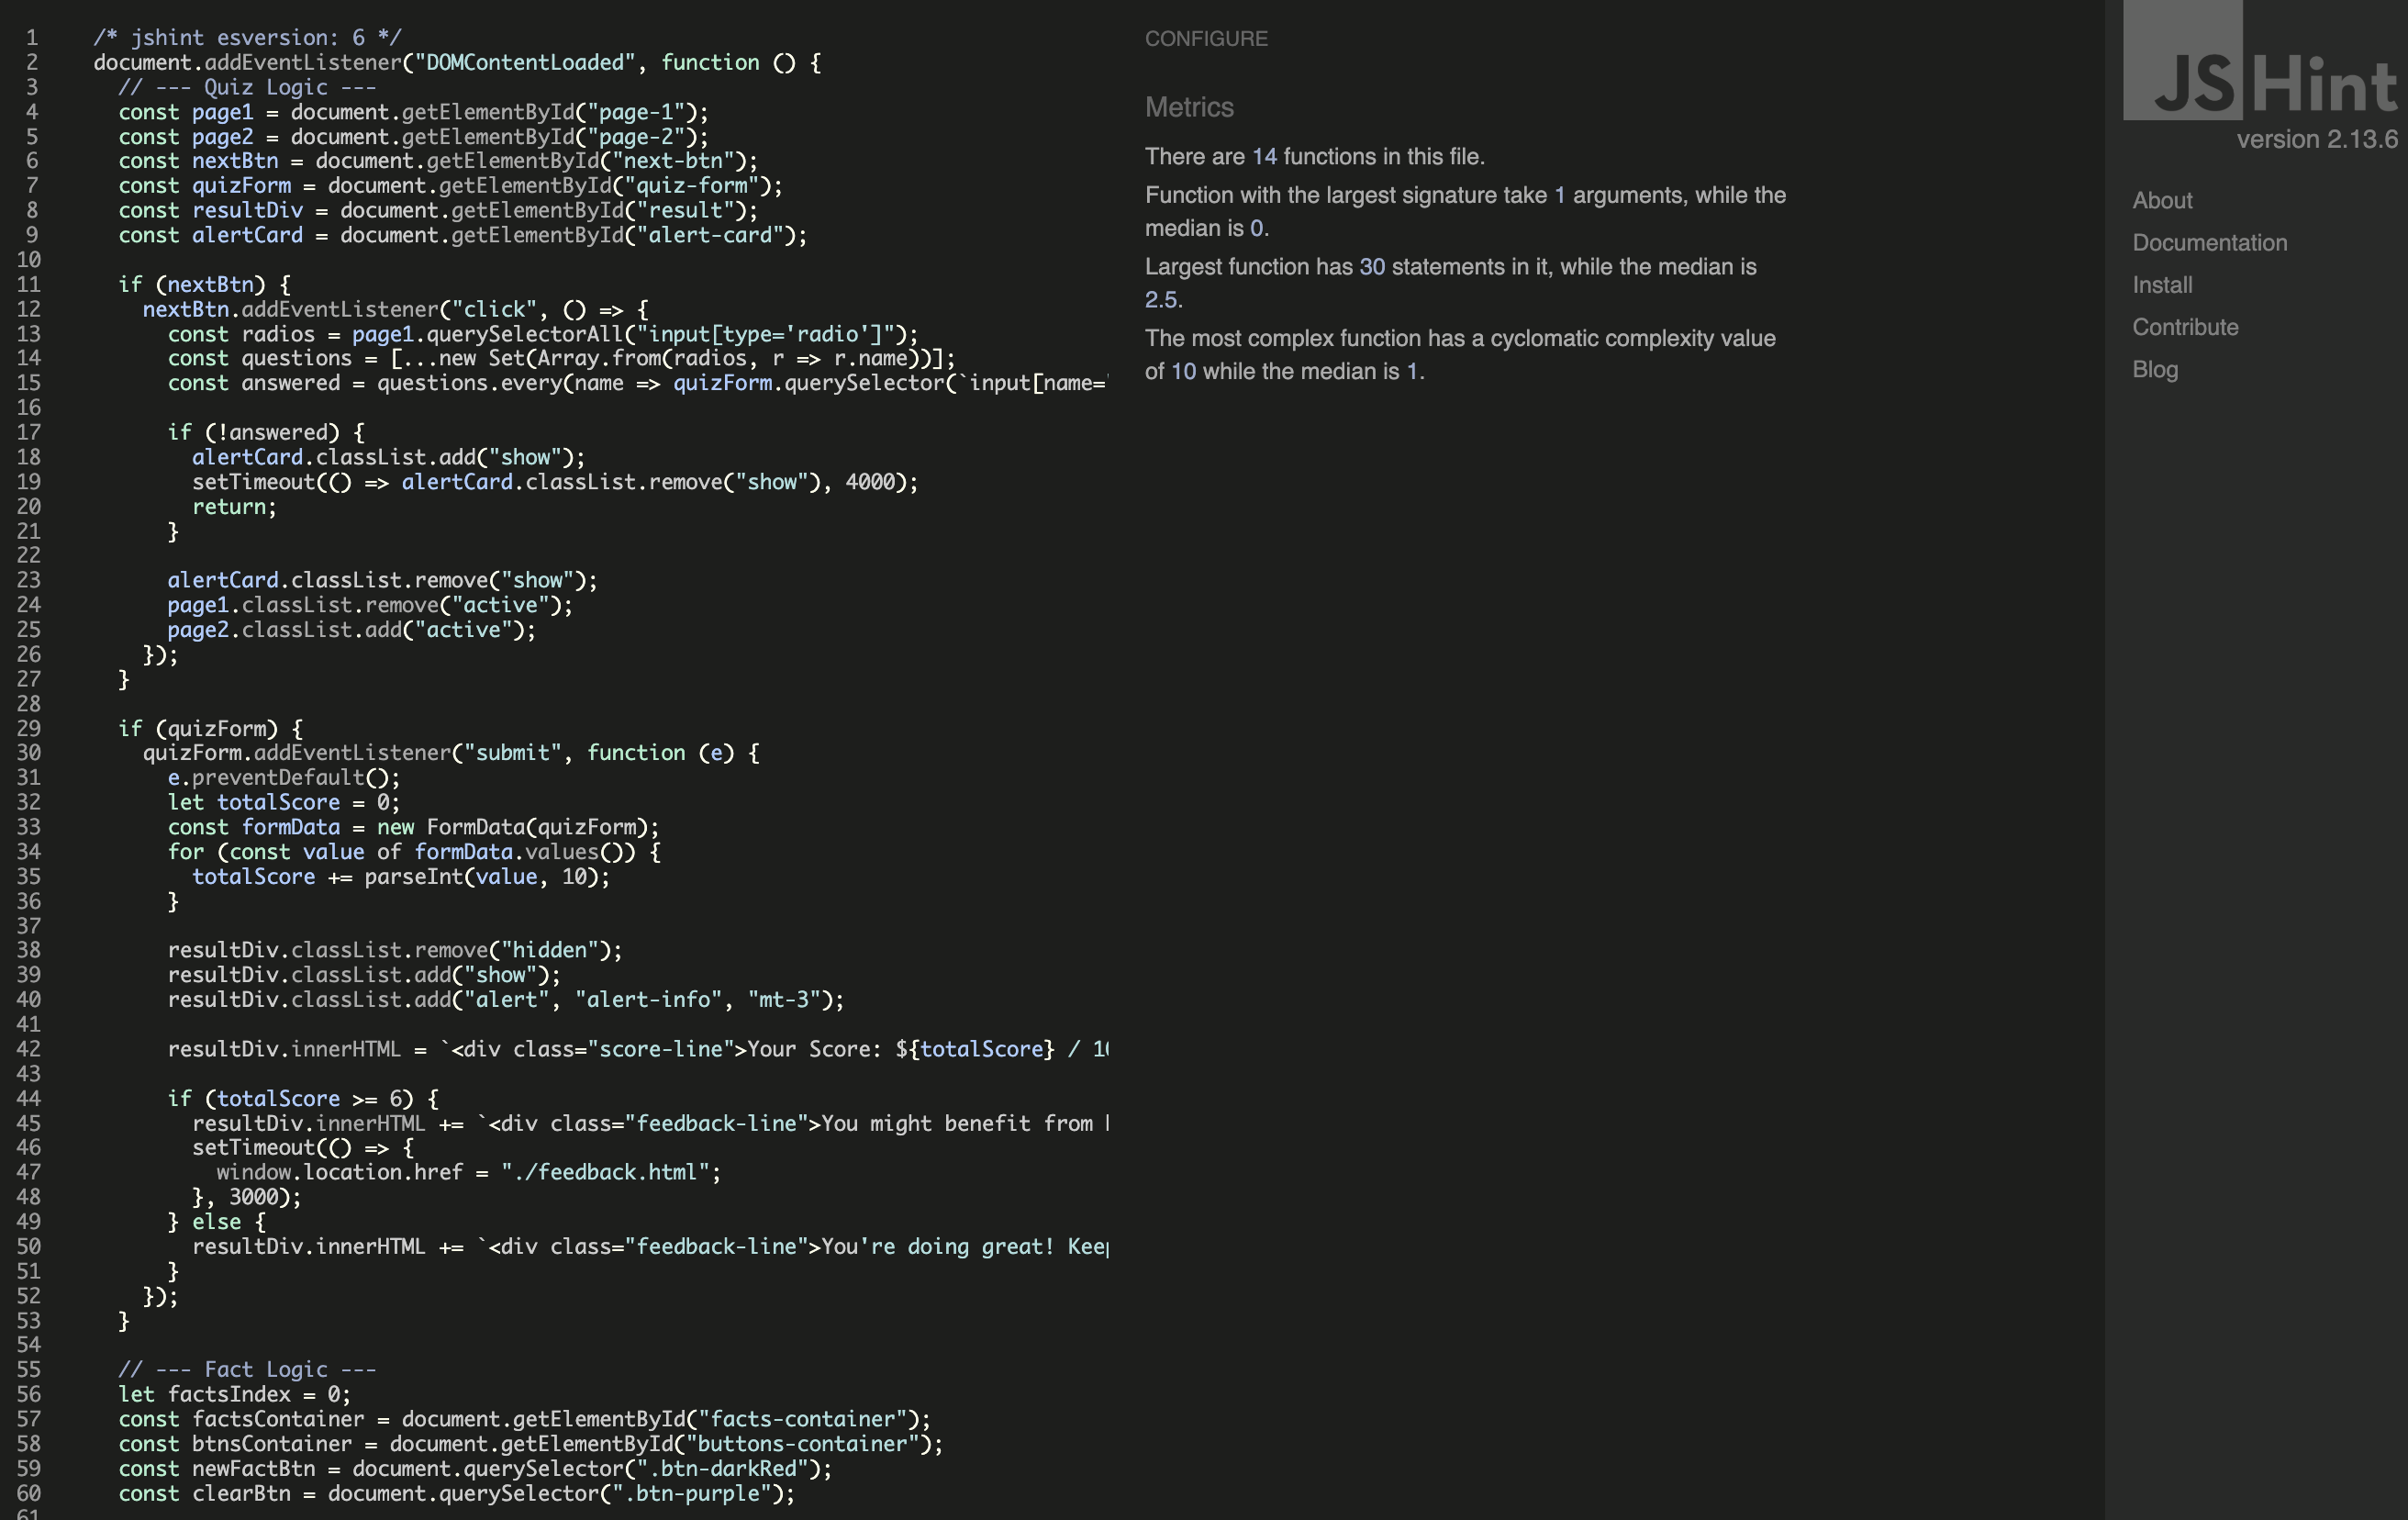 1 /* jshint esversion: 6 */
2 document.addEventListener("DOMContentLoaded", function () {
3 // --- Quiz Logic ---
4 const page1 = document.getElementById("page-1");
5 const page2 = document.getElementById("page-2");
6 const nextBtn = document.getElementById("next-btn");
7 const quizForm = document.getElementById("quiz-form");
8 const resultDiv = document.getElementById("result");
9 const alertCard = document.getElementById("alert-card");
10
11 if (nextBtn) {
12 nextBtn.addEventListener("click", () => {
13 const radios = page1.querySelectorAll("input[type='radio']");
14 const questions = [...new Set(Array.from(radios, r => r.name))];
15 const answered = questions.every(name => quizForm.querySelector(`input[name='
16
17 if (!answered) {
18 alertCard.classList.add("show");
19 setTimeout(() => alertCard.classList.remove("show"), 4000);
20 return;
21 }
22
23 alertCard.classList.remove("show");
24 page1.classList.remove("active");
25 page2.classList.add("active");
26 });
27 }
28
29 if (quizForm) {
30 quizForm.addEventListener("submit", function (e) {
31 e.preventDefault();
32 let totalScore = 0;
33 const formData = new FormData(quizForm);
34 for (const value of formData.values()) {
35 totalScore += parseInt(value, 10);
36 }
37
38 resultDiv.classList.remove("hidden");
39 resultDiv.classList.add("show");
40 resultDiv.classList.add("alert", "alert-info", "mt-3");
41
42 resultDiv.innerHTML = `<div class="score-line">Your Score: ${totalScore} /
43
44 if (totalScore >= 6) {
45 resultDiv.innerHTML += `<div class="feedback-line">You might benefit from
46 setTimeout(() => {
47 window.location.href = "./feedback.html";
48 }, 3000);
49 } else {
50 resultDiv.innerHTML += `<div class="feedback-line">You're doing great! Keep
51 }
52 });
53 }
54
55 // --- Fact Logic ---
56 let factsIndex = 0;
57 const factsContainer = document.getElementById("facts-container");
58 const btnsContainer = document.getElementById("buttons-container");
59 const newFactBtn = document.querySelector(".btn-darkRed");
60 const clearBtn = document.querySelector(".btn-purple");
61
CONFIGURE
Metrics
There are 14 functions in this file.
Function with the largest signature take 1 arguments, while the
median is 0.
Largest function has 30 statements in it, while the median is
2.5.
The most complex function has a cyclomatic complexity value
of 10 while the median is 1.
JSHint
version 2.13.6
About
Documentation
Install
Contribute
Blog